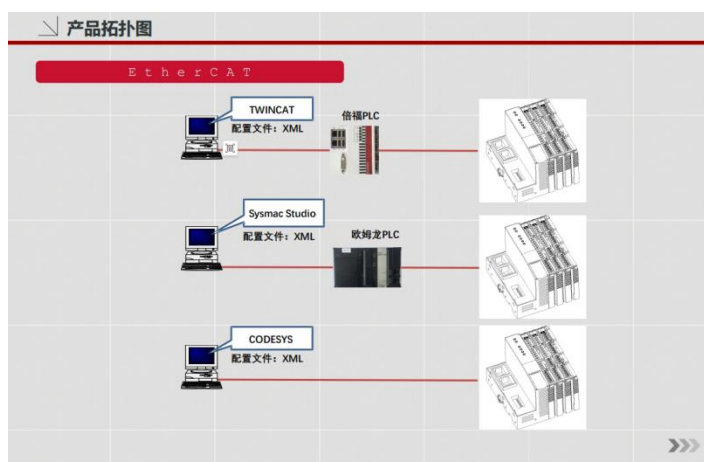 产品拓扑图
EtherCAT
TWINCAT
配置文件：XML
倍福PLC
Sysmac Studio
配置文件：XML
欧姆龙PLC
CODESYS
配置文件：XML